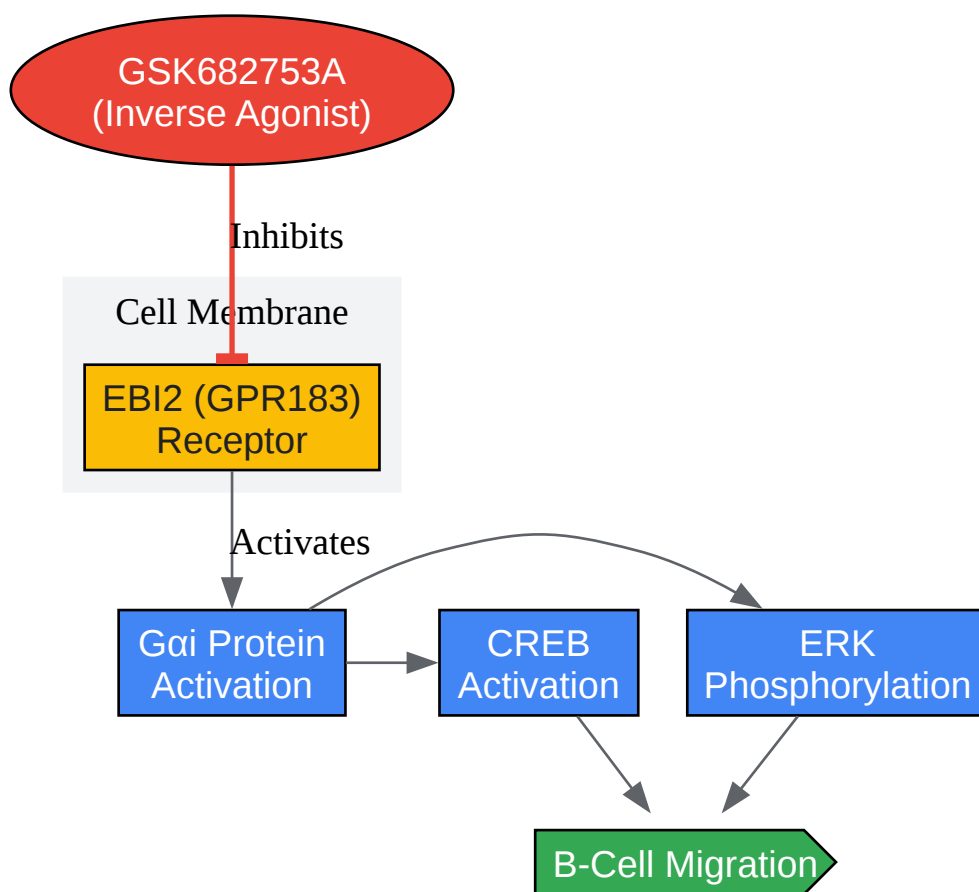 GSK682753A
(Inverse Agonist)
Inhibits
Cell Membrane
EBI2 (GPR183)
Receptor
Activates
Gαi Protein
Activation
CREB
Activation
ERK
Phosphorylation
B-Cell Migration